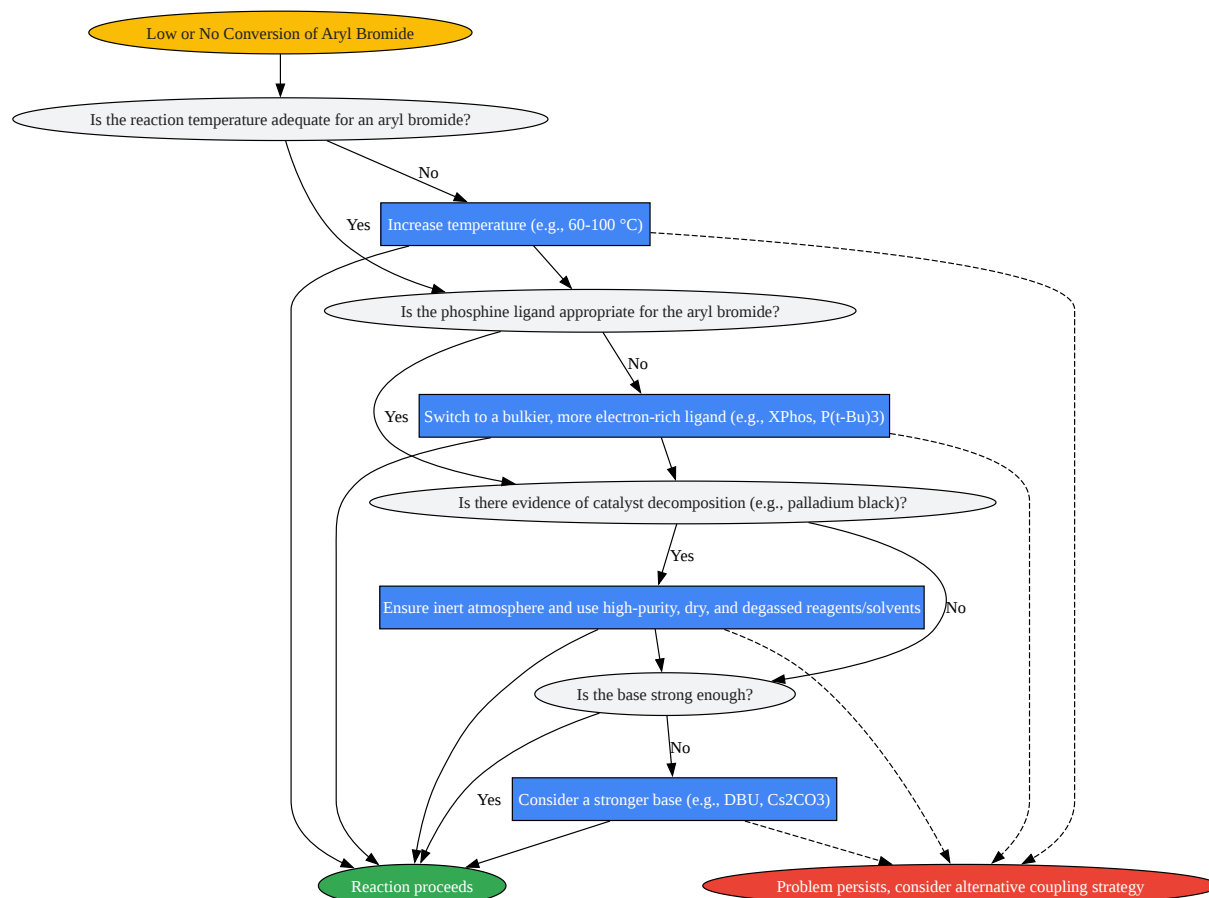 Low or No Conversion of Aryl Bromide
Is the reaction temperature adequate for an aryl bromide?
No
Yes
Increase temperature (e.g., 60-100 °C)
Is the phosphine ligand appropriate for the aryl bromide?
No
Yes
Switch to a bulkier, more electron-rich ligand (e.g., XPhos, P(t-Bu)3)
Is there evidence of catalyst decomposition (e.g., palladium black)?
Yes
Ensure inert atmosphere and use high-purity, dry, and degassed reagents/solvents
No
Is the base strong enough?
No
Yes
Consider a stronger base (e.g., DBU, Cs2CO3)
Reaction proceeds
Problem persists, consider alternative coupling strategy